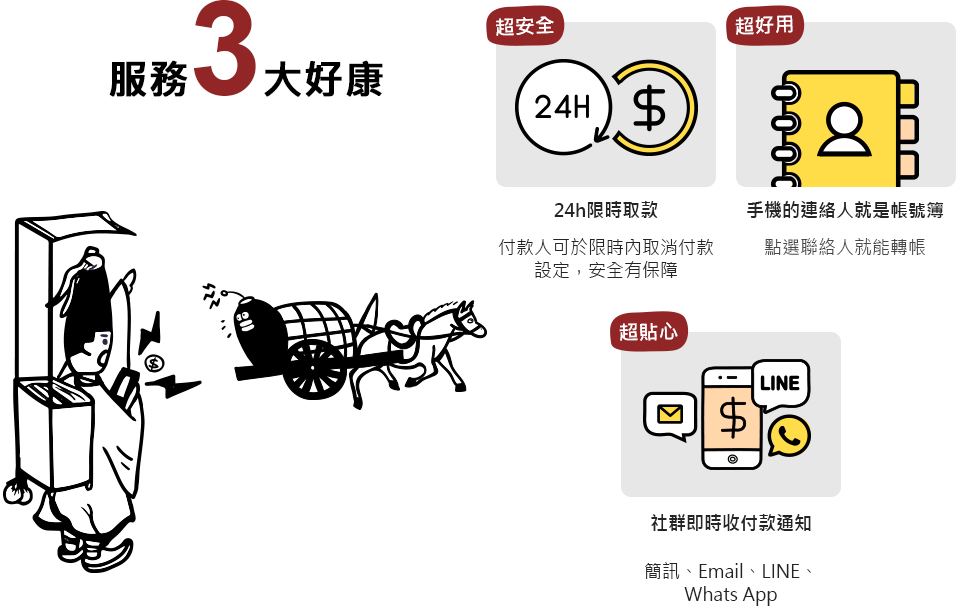 服務3大好康
超安全
24H
$
24h限時取款
付款人可於限時內取消付款
設定，安全有保障
超好用
手機的連絡人就是帳號簿
點選聯絡人就能轉帳
$
超貼心
LINE
$
社群即時收付款通知
簡訊、Email、LINE、
Whats App